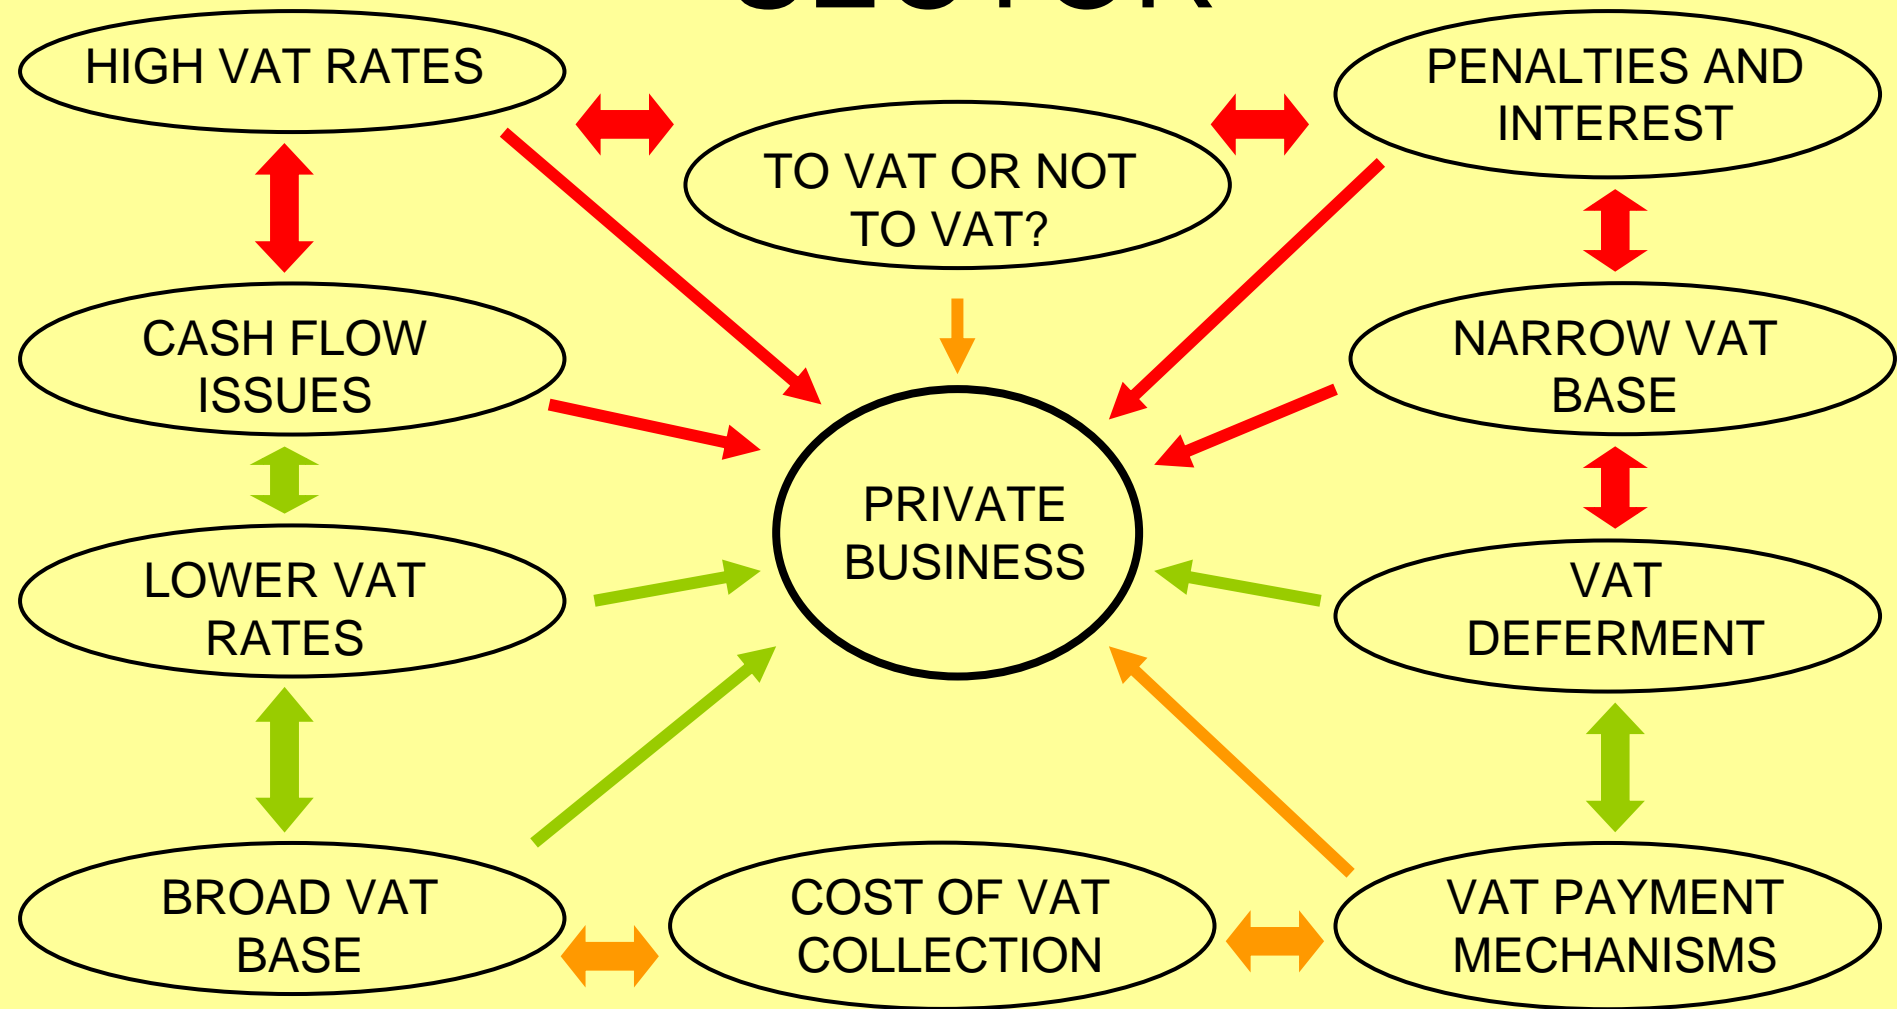 SECTOR
HIGH VAT RATES
PENALTIES AND
INTEREST
TO VAT OR NOT
TO VAT?
CASH FLOW
ISSUES
NARROW VAT
BASE
PRIVATE
BUSINESS
LOWER VAT
RATES
VAT
DEFERMENT
BROAD VAT
BASE
COST OF VAT
COLLECTION
VAT PAYMENT
MECHANISMS